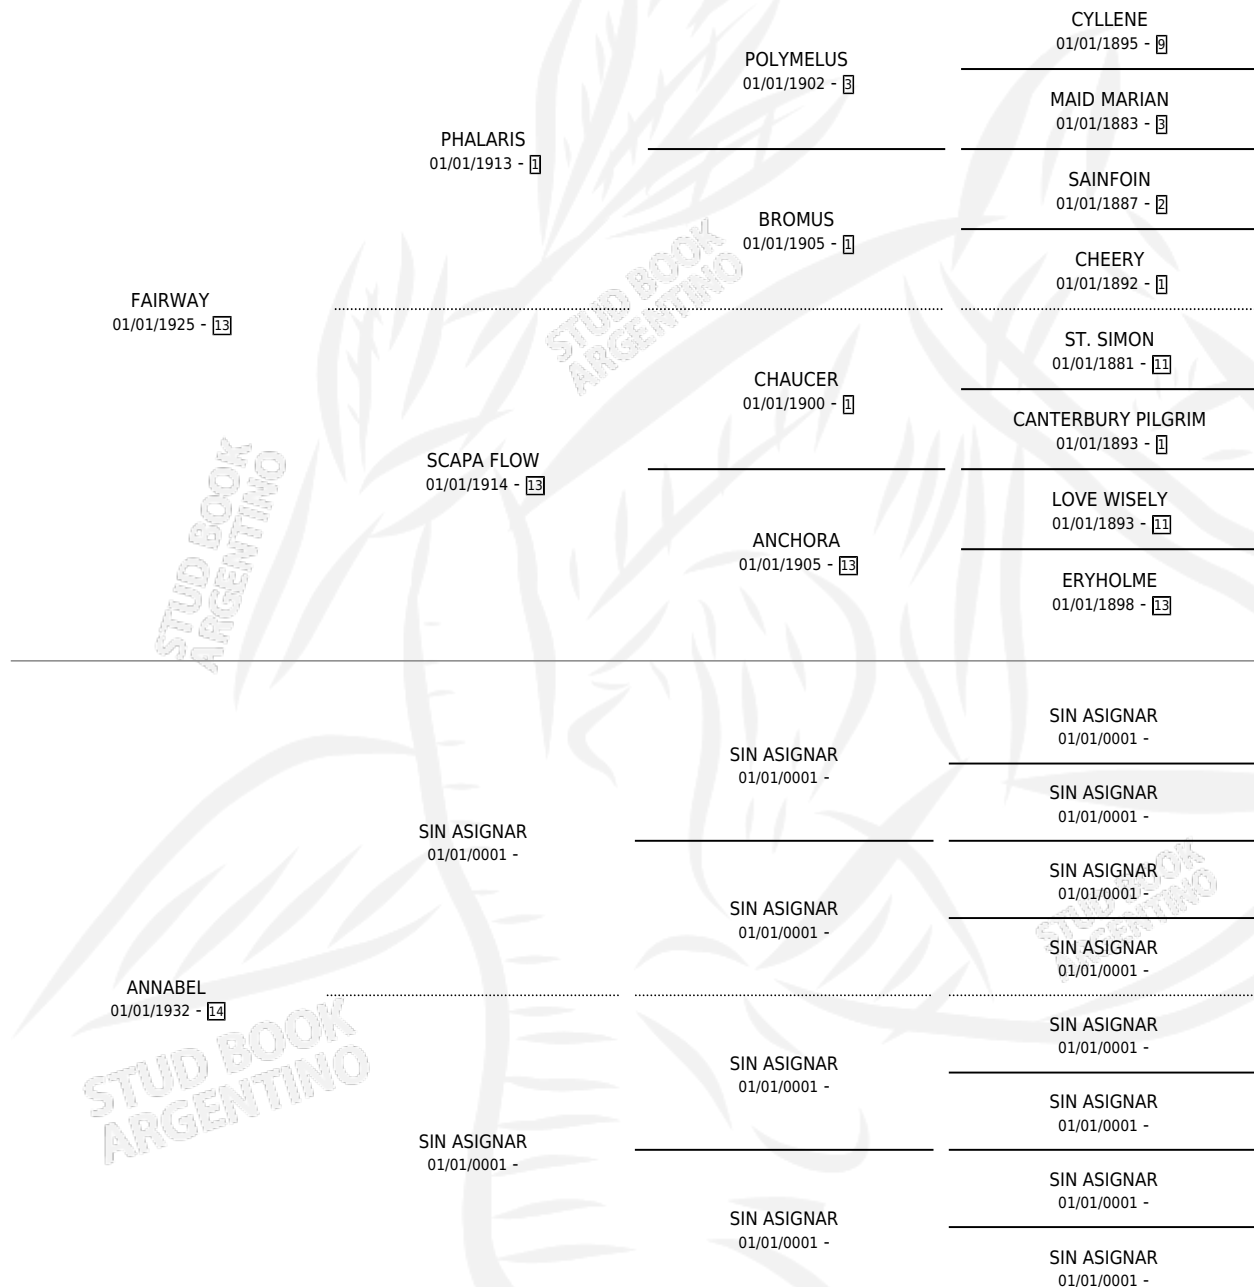 CYLLENE
01/01/1895 - 9
POLYMELUS
01/01/1902 - 3
MAID MARIAN
01/01/1883 - 3
PHALARIS
01/01/1913 - 1
SAINFOIN
01/01/1887 - 2
BROMUS
01/01/1905 - 1
CHEERY
01/01/1892 - 1
FAIRWAY
01/01/1925 - 13
ST. SIMON
01/01/1881 - 11
CHAUCER
01/01/1900 - 1
CANTERBURY PILGRIM
01/01/1893 - 1
SCAPA FLOW
01/01/1914 - 13
LOVE WISELY
01/01/1893 - 11
ANCHORA
01/01/1905 - 13
ERYHOLME
01/01/1898 - 13
STUD BOOK
ARGENTINO
STUD BOOK
ARGENTINO
SIN ASIGNAR
01/01/0001 -
SIN ASIGNAR
01/01/0001 -
SIN ASIGNAR
01/01/0001 -
SIN ASIGNAR
01/01/0001 -
SIN ASIGNAR
01/01/0001 -
SIN ASIGNAR
01/01/0001 -
SIN ASIGNAR
01/01/0001 -
ANNABEL
01/01/1932 - 14
SIN ASIGNAR
01/01/0001 -
SIN ASIGNAR
01/01/0001 -
SIN ASIGNAR
01/01/0001 -
SIN ASIGNAR
01/01/0001 -
SIN ASIGNAR
01/01/0001 -
SIN ASIGNAR
01/01/0001 -
SIN ASIGNAR
01/01/0001 -
STUD BOOK
ARGENTINO
STUD BOOK
ARGENTINO